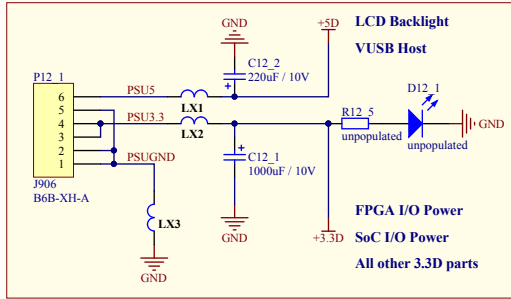 GND
+5D
LCD Backlight
VUSB Host
C12_2
220uF / 10V
P12_1
PSU5
LX1
D12_1
6
5
4
3
2
1
PSU3.3
LX2
R12_5
GND
unpopulated
unpopulated
C12_1
1000uF / 10V
PSUGND
J906
B6B-XH-A
LX3
GND
GND
+3.3D
FPGA I/O Power
SoC I/O Power
All other 3.3D parts